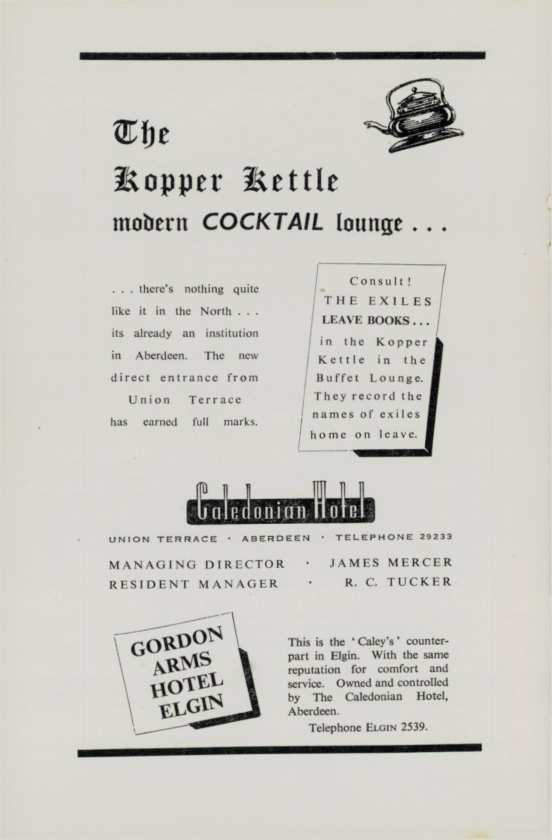 The
Kopper Kettle
modern COCKTAIL lounge . . .
. . . there's nothing quite
like it in the North . . .
its already an institution
in Aberdeen. The new
direct entrance from
Union Terrace
has earned full marks.
Consult!
THE EXILES
LEAVE BOOKS . . .
in the Kopper
Kettle in the
Buffet Lounge.
They record the
names of exiles
home on leave.
Caledonian Hotel
UNION TERRACE · ABERDEEN · TELEPHONE 29233
MANAGING DIRECTOR · JAMES MERCER
RESIDENT MANAGER · R. C. TUCKER
GORDON
ARMS
HOTEL
ELGIN
This is the ‘Caley's’ counter-
part in Elgin. With the same
reputation for comfort and
service. Owned and controlled
by The Caledonian Hotel,
Aberdeen.
Telephone ELGIN 2539.